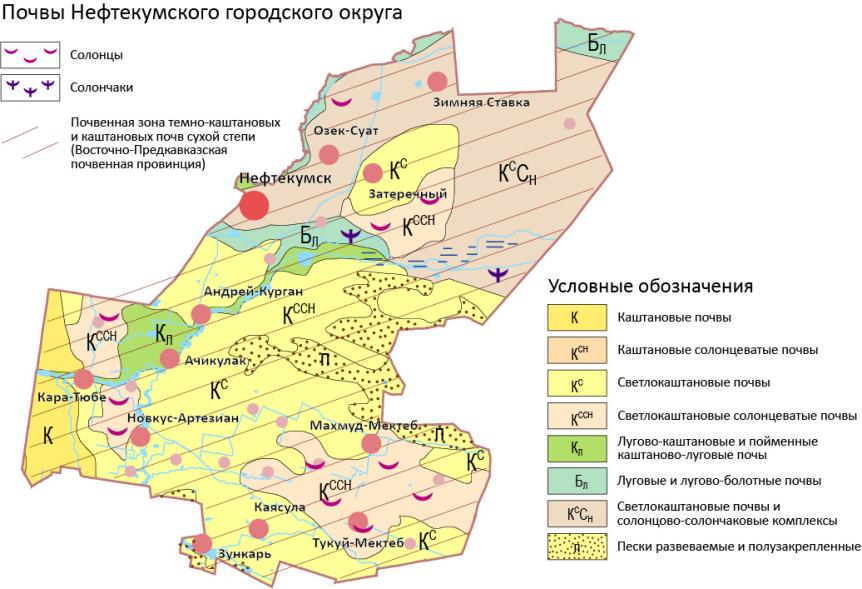 Почвы Нефтекумского городского округа
Солонцы
Солончаки
Почвенная зона темно-каштановых
и каштановых почв сухой степи
(Восточно-Предкавказская
почвенная провинция)
Бл
Зимняя Ставка
Озек-Суат
КС
КССн
Нефтекумск
Затеречный
КССН
Бл
Андрей-Курган
КССН
КССН
Кл
Ачикулак
П
КС
Кара-Тюбе
Новкус-Артезиан
Махмуд-Мектеб
П
К
КС
КССН
Каясула
Тукуй-Мектеб
КС
Зункарь
Условные обозначения
К Каштановые почвы
КСН Каштановые солонцеватые почвы
КС Светлокаштановые почвы
КССН Светлокаштановые солонцеватые почвы
Кл Лугово-каштановые и пойменные
каштаново-луговые почы
Бл Луговые и лугово-болотные почвы
КССн Светлокаштановые почвы и
солонцово-солончаковые комплексы
П Пески развеваемые и полузакрепленные